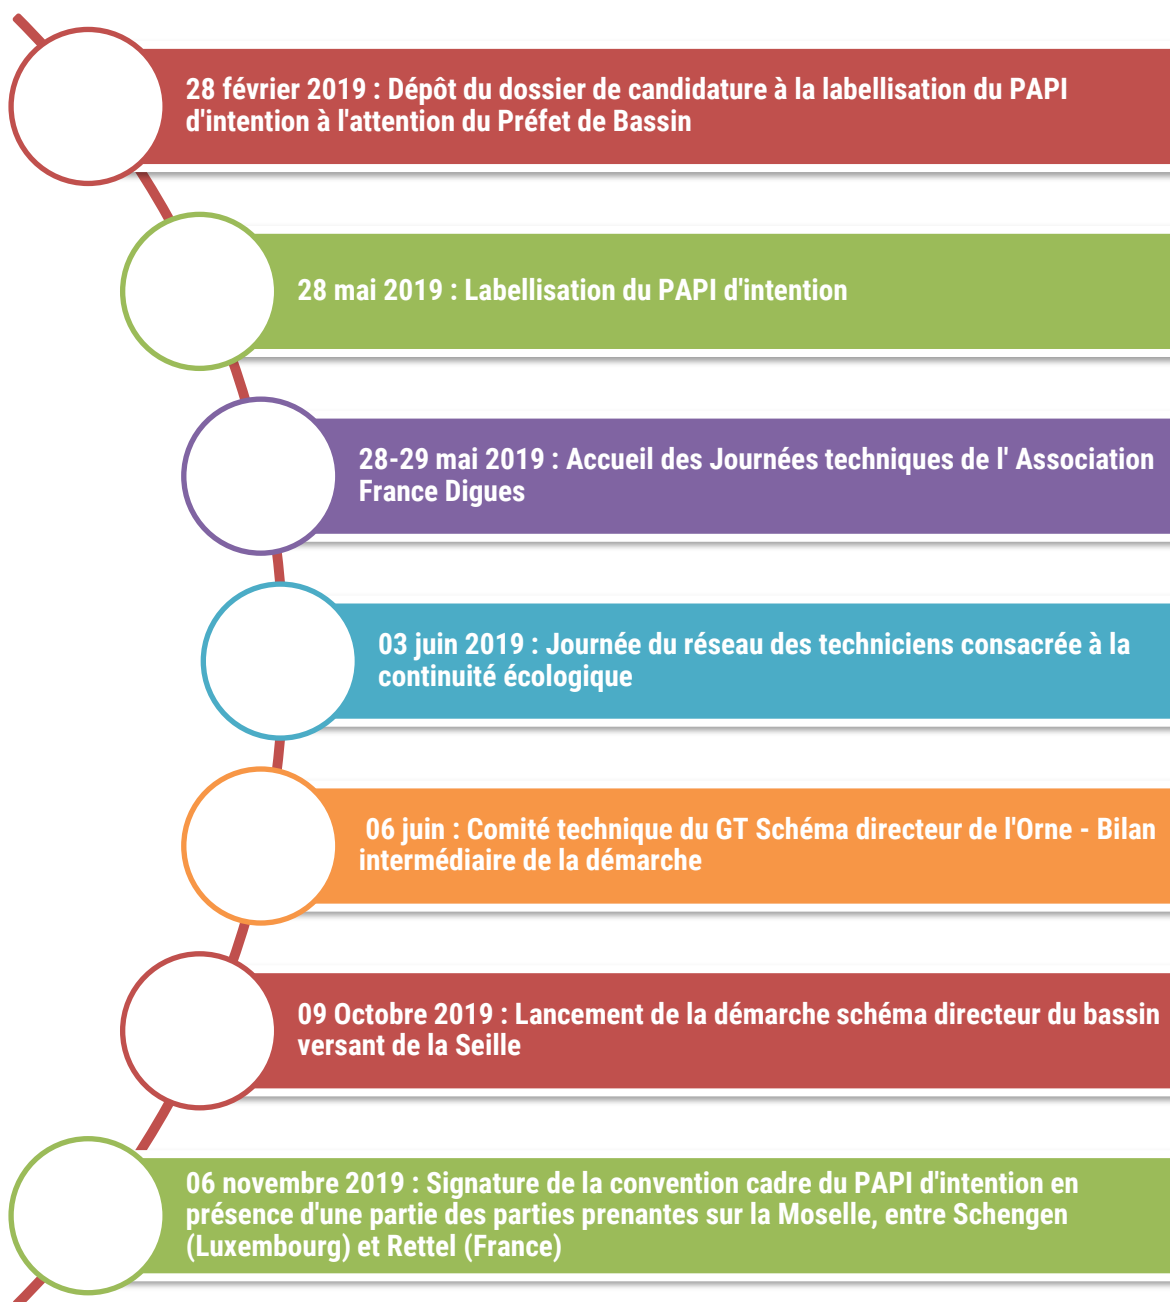 28 février 2019 : Dépôt du dossier de candidature à la labellisation du PAPI
d'intention à l'attention du Préfet de Bassin
28 mai 2019 : Labellisation du PAPI d'intention
28-29 mai 2019 : Accueil des Journées techniques de l' Association
France Digues
03 juin 2019 : Journée du réseau des techniciens consacrée à la
continuité écologique
06 juin : Comité technique du GT Schéma directeur de l'Orne - Bilan
intermédiaire de la démarche
09 Octobre 2019 : Lancement de la démarche schéma directeur du bassin
versant de la Seille
06 novembre 2019 : Signature de la convention cadre du PAPI d'intention en
présence d'une partie des parties prenantes sur la Moselle, entre Schengen
(Luxembourg) et Rettel (France)